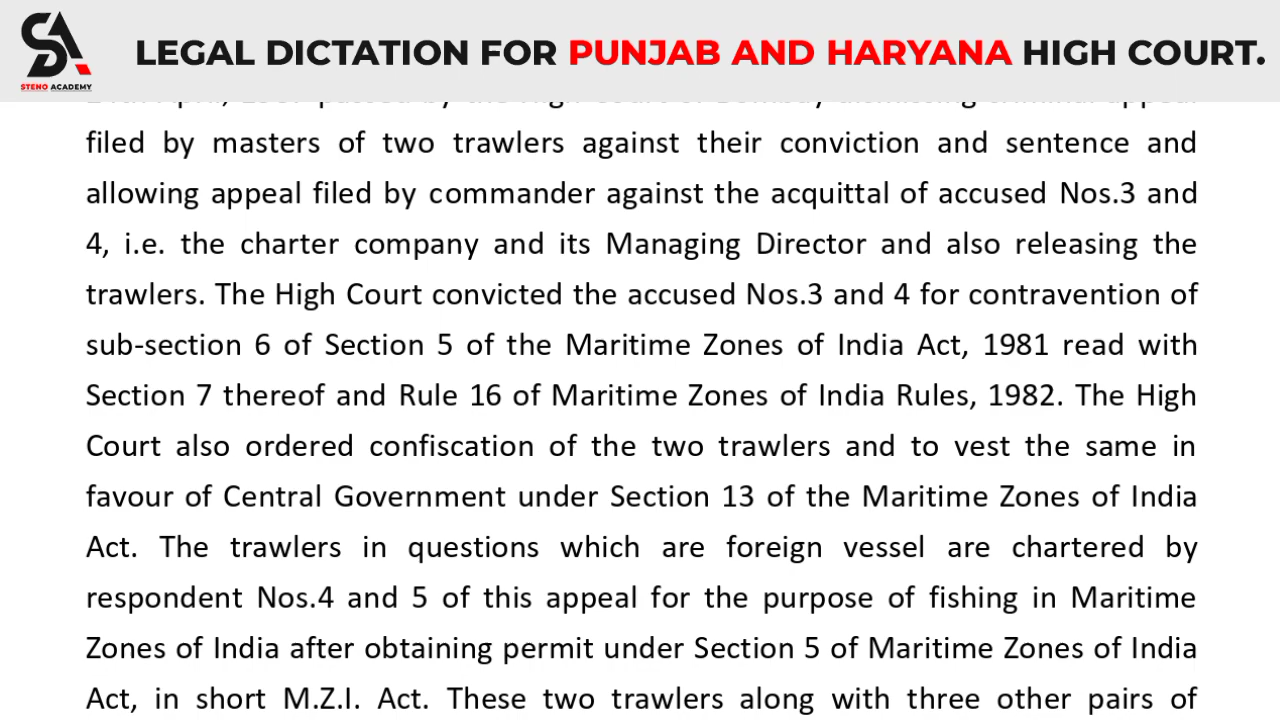 SA
STENO ACADEMY
LEGAL DICTATION FOR PUNJAB AND HARYANA HIGH COURT.
filed by masters of two trawlers against their conviction and sentence and
allowing appeal filed by commander against the acquittal of accused Nos.3 and
4, i.e. the charter company and its Managing Director and also releasing the
trawlers. The High Court convicted the accused Nos.3 and 4 for contravention of
sub-section 6 of Section 5 of the Maritime Zones of India Act, 1981 read with
Section 7 thereof and Rule 16 of Maritime Zones of India Rules, 1982. The High
Court also ordered confiscation of the two trawlers and to vest the same in
favour of Central Government under Section 13 of the Maritime Zones of India
Act. The trawlers in questions which are foreign vessel are chartered by
respondent Nos.4 and 5 of this appeal for the purpose of fishing in Maritime
Zones of India after obtaining permit under Section 5 of Maritime Zones of India
Act, in short M.Z.I. Act. These two trawlers along with three other pairs of